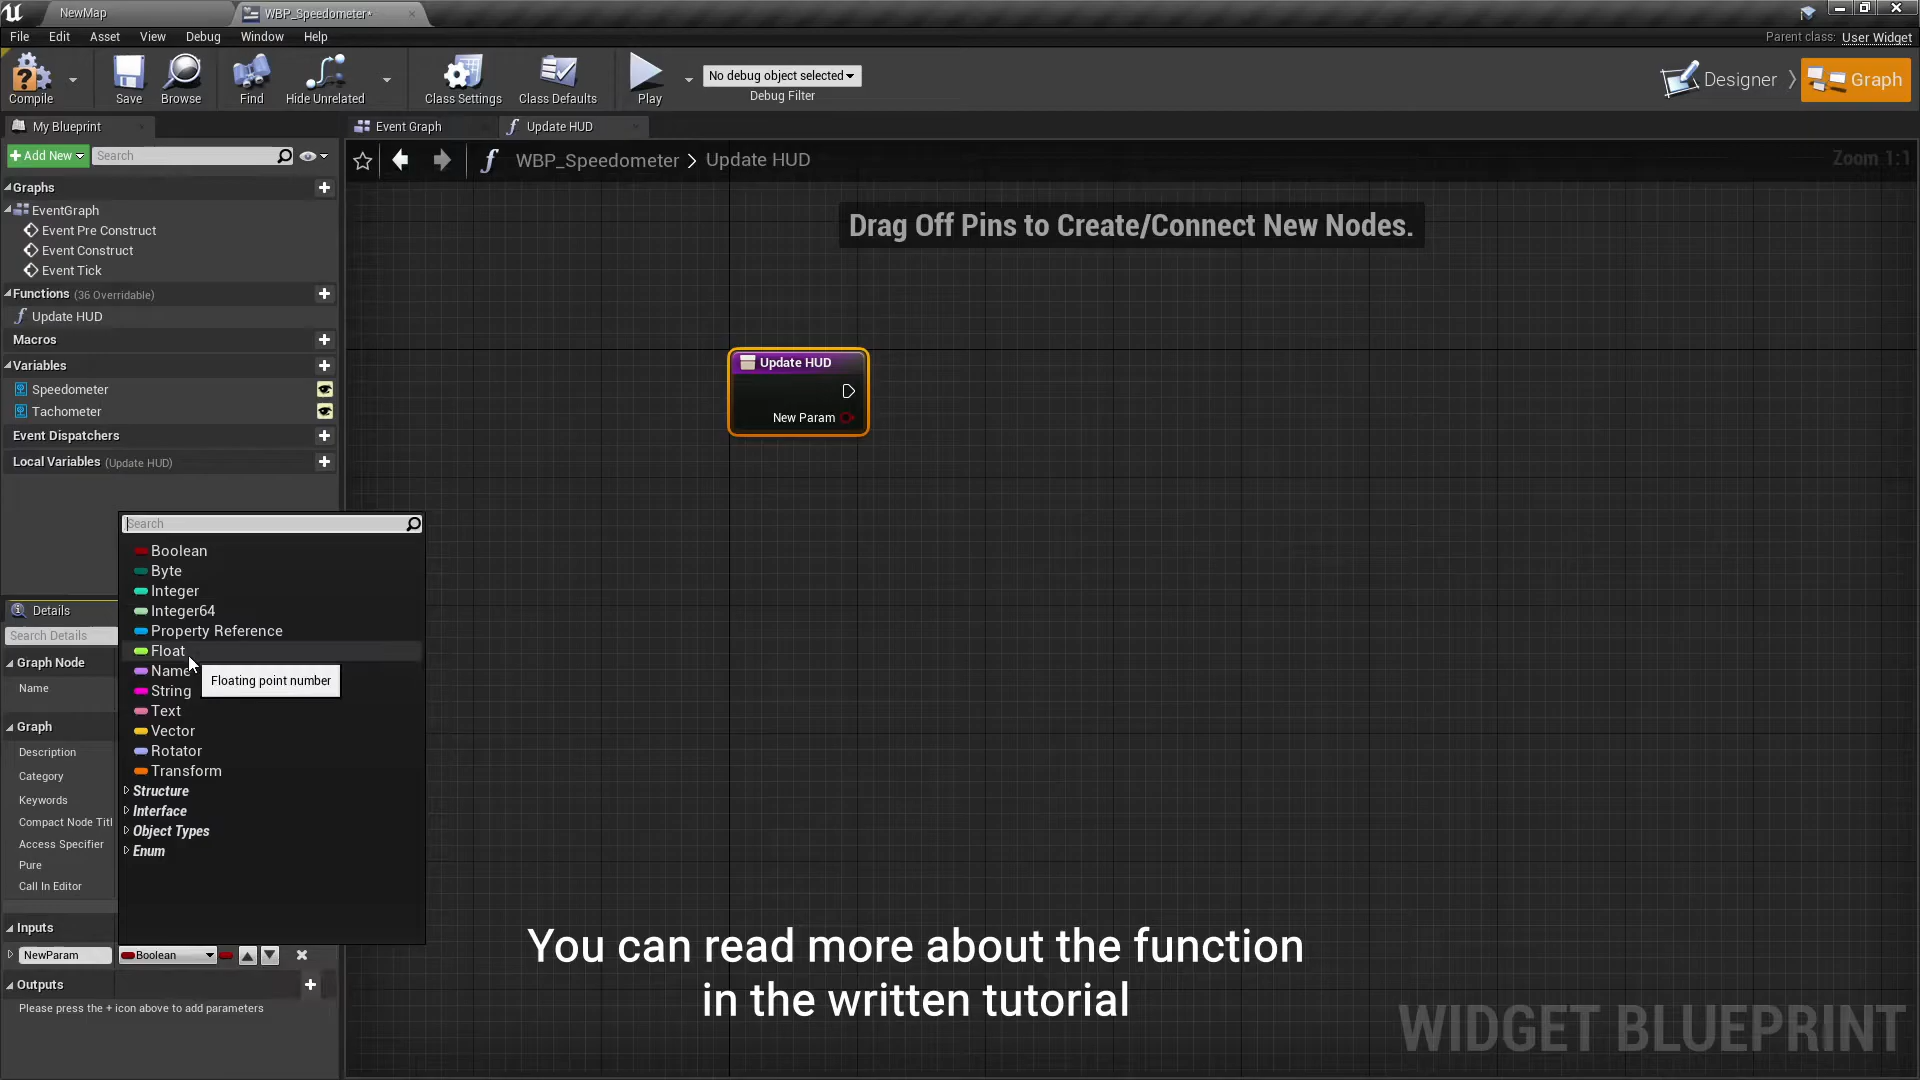 NewMap
WBP_Speedometer*
File Edit Asset View Debug Window Help
Parent class: User Widget
Compile
Save
Browse
Find
Hide Unrelated
Class Settings
Class Defaults
Play
No debug object selected
Debug Filter
Designer
Graph
My Blueprint
Event Graph
Update HUD
Add New
Search
WBP_Speedometer > Update HUD
Zoom 1:1
Drag Off Pins to Create/Connect New Nodes.
Graphs
EventGraph
Event Pre Construct
Event Construct
Event Tick
Functions (36 Overridable)
Update HUD
Macros
Variables
Speedometer
Tachometer
Event Dispatchers
Local Variables (Update HUD)
Update HUD
New Param
Search
Boolean
Byte
Integer
Integer64
Property Reference
Float
Name
String
Text
Vector
Rotator
Transform
Structure
Interface
Object Types
Enum
Floating point number
Details
Search Details
Graph Node
Name
Graph
Description
Category
Keywords
Compact Node Titl
Access Specifier
Pure
Call In Editor
Inputs
NewParam
Boolean
Outputs
Please press the + icon above to add parameters
You can read more about the function
in the written tutorial
WIDGET BLUEPRINT